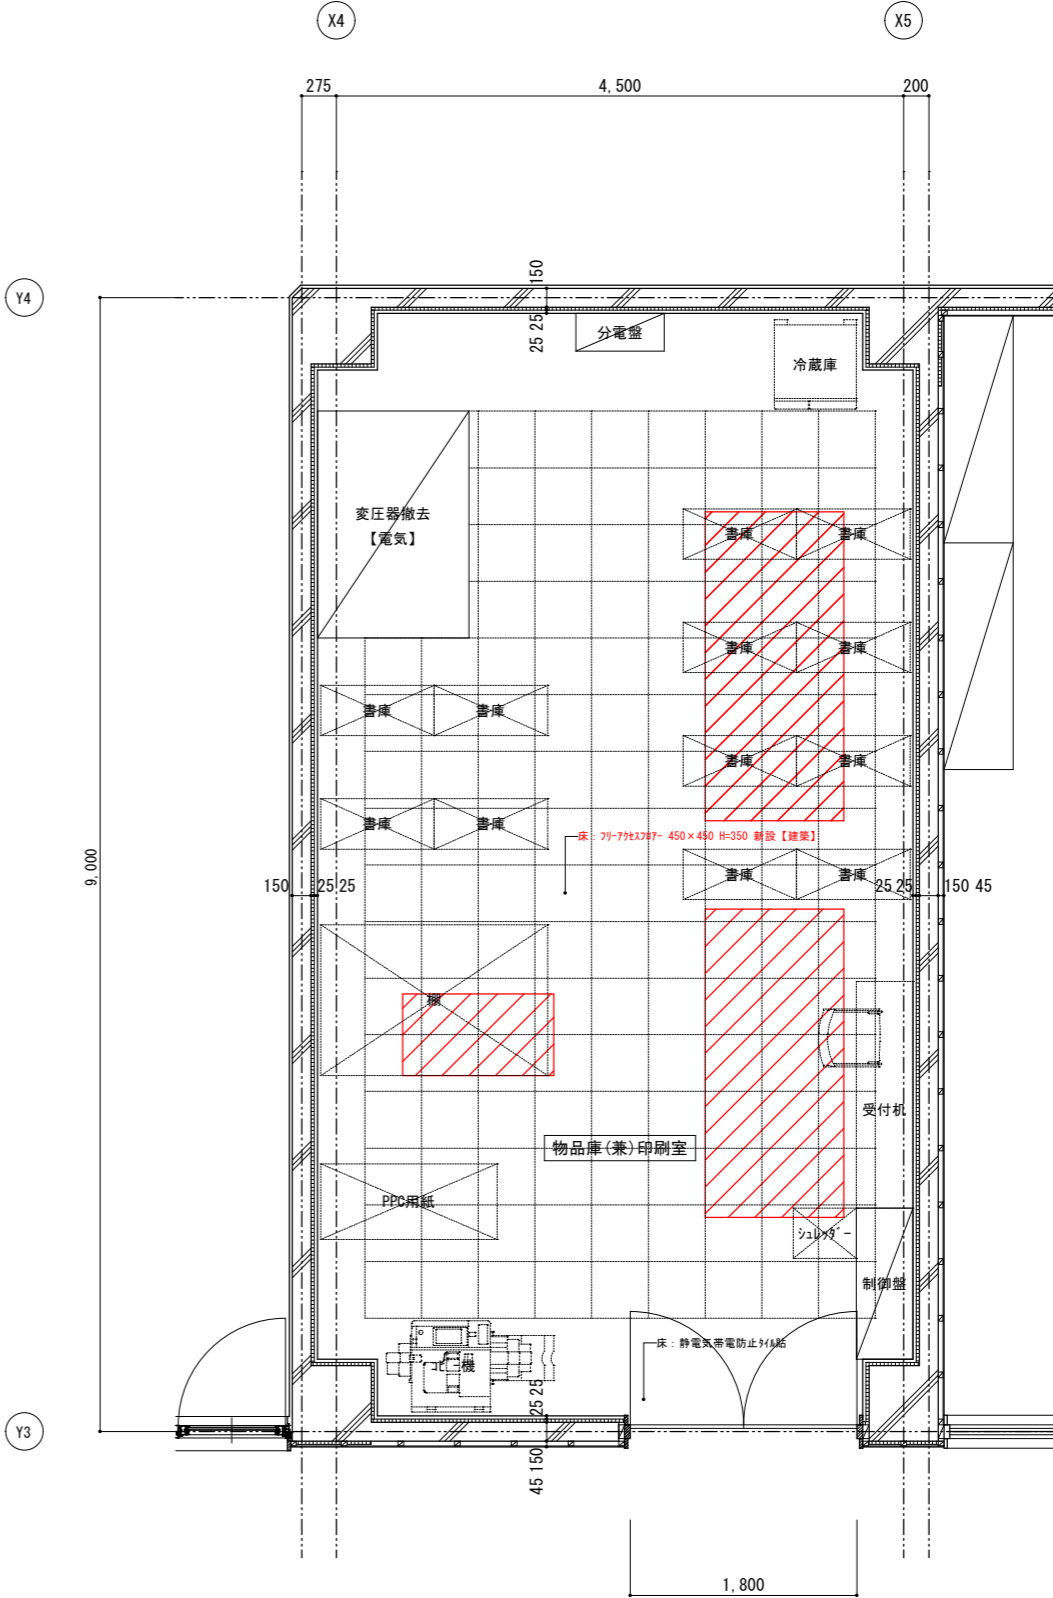 X4
X5
275
4,500
200
Y4
150
25 25
分電盤
冷蔵庫
変圧器撤去
【電気】
書庫
書庫
書庫
書庫
書庫
書庫
書庫
書庫
書庫
書庫
床：フリーアクセスフロアー 450×450 H=350 新設【建築】
書庫
書庫
9,000
150
25 25
25 25
150 45
棚
受付机
物品庫(兼)印刷室
PPC用紙
シュレッダー
制御盤
床：静電気帯電防止タイル貼
コピー機
25 25
Y3
45 150
1,800